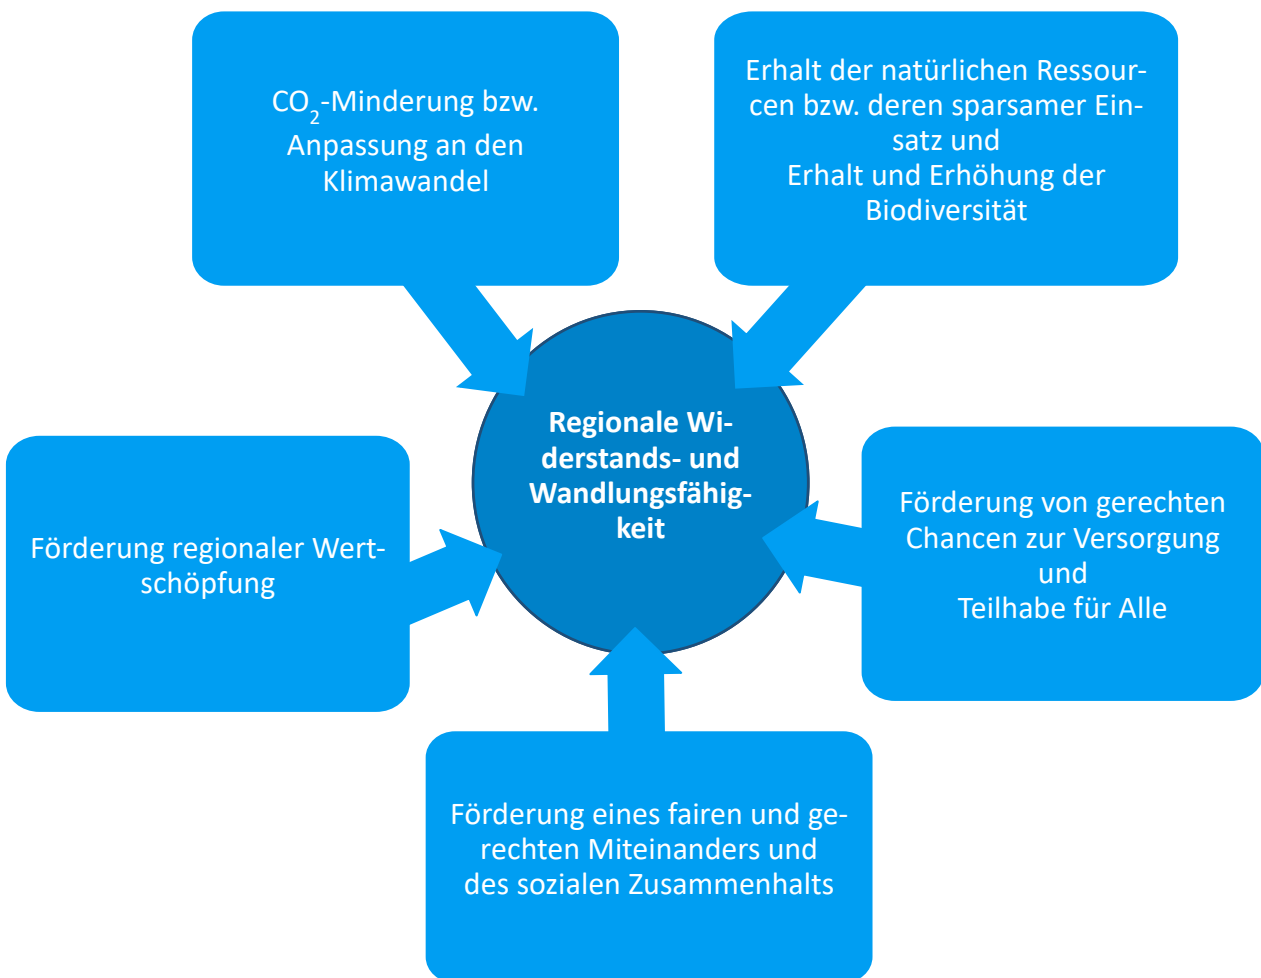 CO₂-Minderung bzw.
Anpassung an den
Klimawandel
Erhalt der natürlichen Ressour-
cen bzw. deren sparsamer Ein-
satz und
Erhalt und Erhöhung der
Biodiversität
Regionale Wi-
derstands- und
Wandlungsfähig-
keit
Förderung regionaler Wert-
schöpfung
Förderung von gerechten
Chancen zur Versorgung
und
Teilhabe für Alle
Förderung eines fairen und ge-
rechten Miteinanders und
des sozialen Zusammenhalts